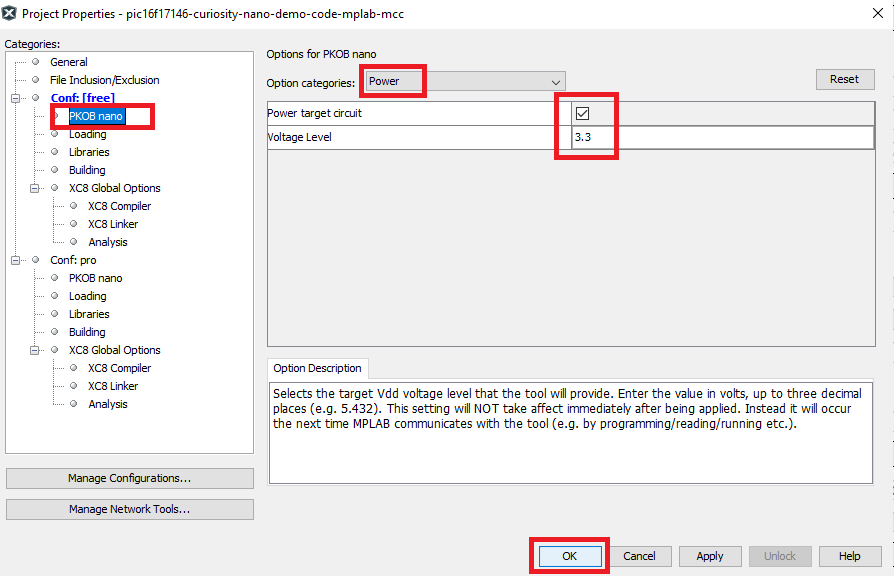 Project Properties - pic16f17146-curiosity-nano-demo-code-mplab-mcc
Categories:
General
File Inclusion/Exclusion
Conf: [free]
PKOB nano
Loading
Libraries
Building
XC8 Global Options
XC8 Compiler
XC8 Linker
Analysis
Conf: pro
PKOB nano
Loading
Libraries
Building
XC8 Global Options
XC8 Compiler
XC8 Linker
Analysis
Manage Configurations...
Manage Network Tools...
Options for PKOB nano
Option categories: Power
Reset
Power target circuit
Voltage Level 3.3
Option Description
Selects the target Vdd voltage level that the tool will provide. Enter the value in volts, up to three decimal
places (e.g. 5.432). This setting will NOT take affect immediately after being applied. Instead it will occur
the next time MPLAB communicates with the tool (e.g. by programming/reading/running etc.).
OK Cancel Apply Unlock Help